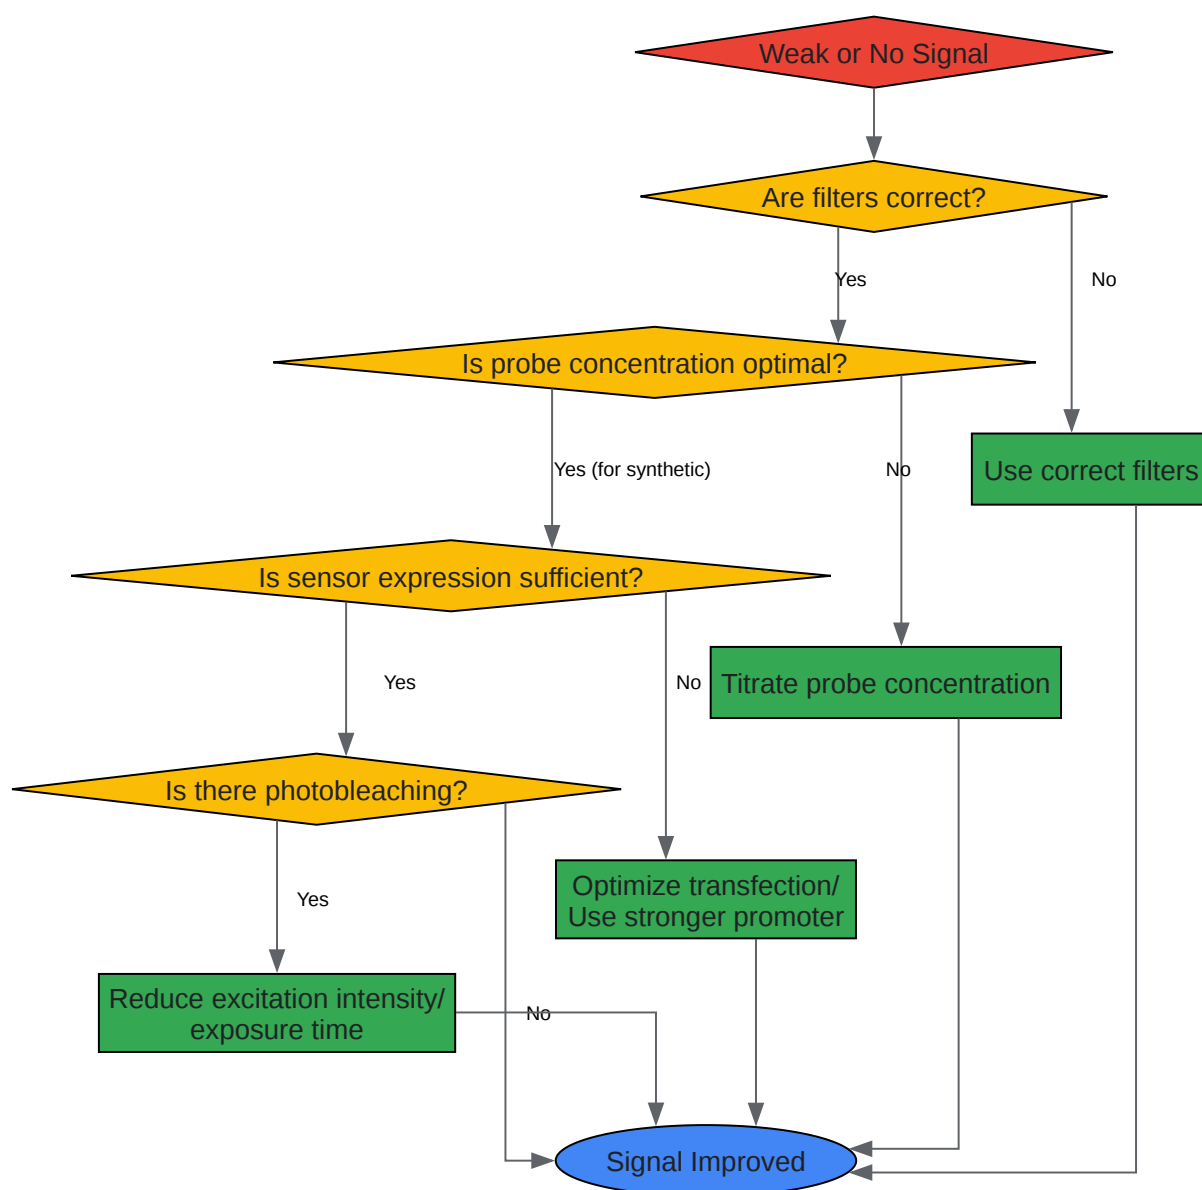 Weak or No Signal
Are filters correct?
Yes
No
Is probe concentration optimal?
Yes (for synthetic)
No
Use correct filters
Is sensor expression sufficient?
Yes
No
Titrate probe concentration
Is there photobleaching?
Yes
Optimize transfection/
Use stronger promoter
Reduce excitation intensity/
exposure time
No
Signal Improved